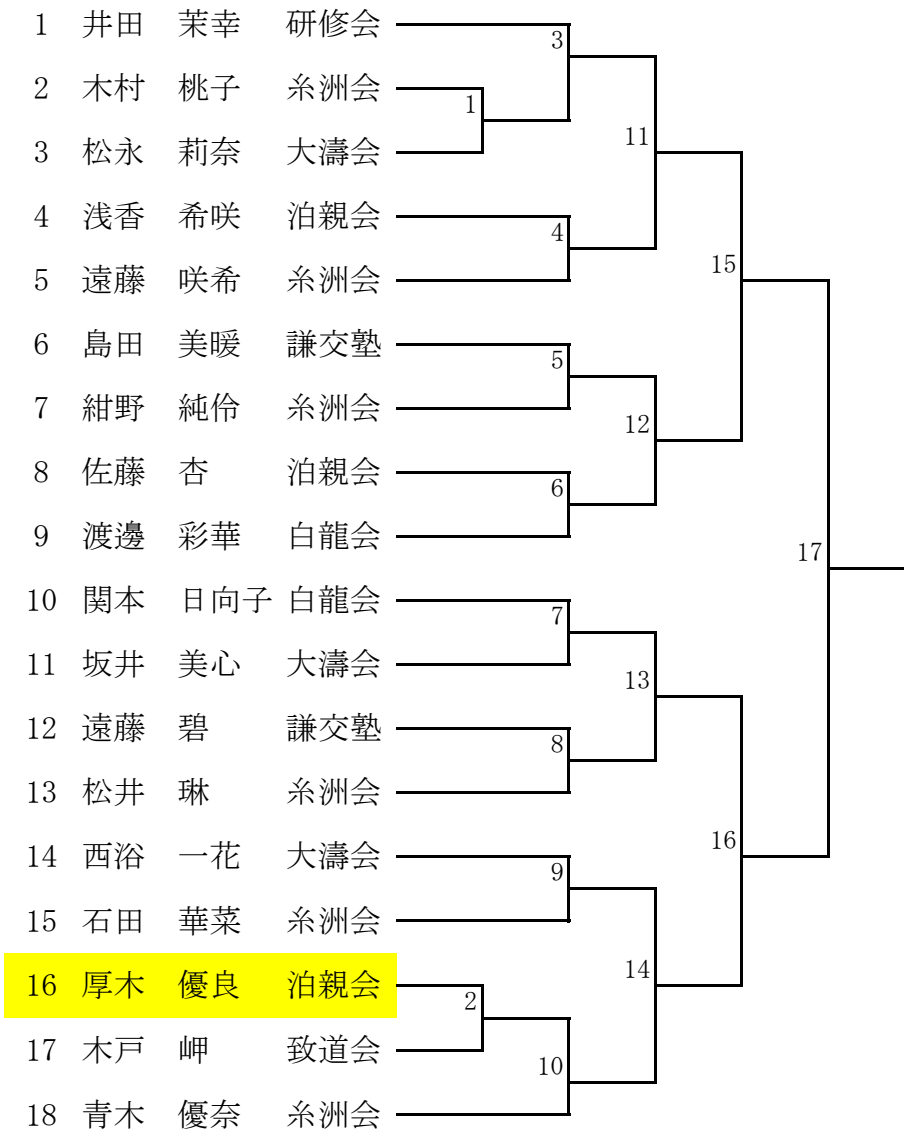 1 井田 茉幸 研修会
3
2 木村 桃子 糸洲会
1
3 松永 莉奈 大濤会
11
4 浅香 希咲 泊親会
4
5 遠藤 咲希 糸洲会
15
6 島田 美暖 謙交塾
5
7 紺野 純伶 糸洲会
12
8 佐藤 杏 泊親会
6
9 渡邊 彩華 白龍会
17
10 関本 日向子 白龍会
7
11 坂井 美心 大濤会
13
12 遠藤 碧 謙交塾
8
13 松井 琳 糸洲会
16
14 西浴 一花 大濤会
9
15 石田 華菜 糸洲会
14
16 厚木 優良 泊親会
2
17 木戸 岬 致道会
10
18 青木 優奈 糸洲会